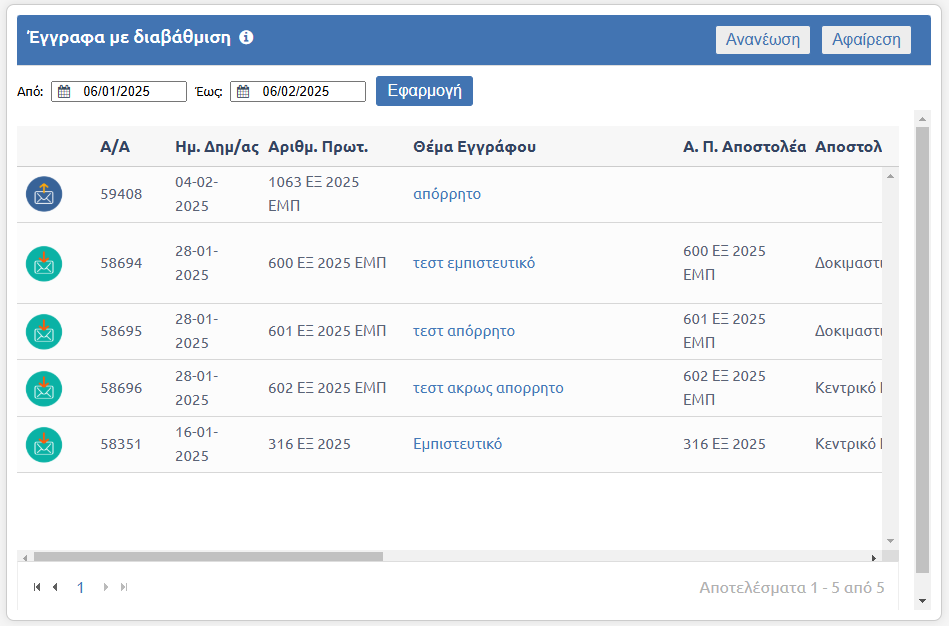 Έγγραφα με διαβάθμιση
Ανανέωση
Αφαίρεση
Από: 06/01/2025 Έως: 06/02/2025 Εφαρμογή
Α/Α Ημ. Δημ/ας Αριθμ. Πρωτ. Θέμα Εγγράφου Α. Π. Αποστολέα Αποστολ
59408 04-02-2025 1063 ΕΞ 2025 ΕΜΠ απόρρητο
58694 28-01-2025 600 ΕΞ 2025 ΕΜΠ τεστ εμπιστευτικό 600 ΕΞ 2025 ΕΜΠ Δοκιμαστι
58695 28-01-2025 601 ΕΞ 2025 ΕΜΠ τεστ απόρρητο 601 ΕΞ 2025 ΕΜΠ Δοκιμαστι
58696 28-01-2025 602 ΕΞ 2025 ΕΜΠ τεστ ακρως απορρητο 602 ΕΞ 2025 ΕΜΠ Κεντρικό
58351 16-01-2025 316 ΕΞ 2025 Εμπιστευτικό 316 ΕΞ 2025 Κεντρικό
1
Αποτελέσματα 1 - 5 από 5